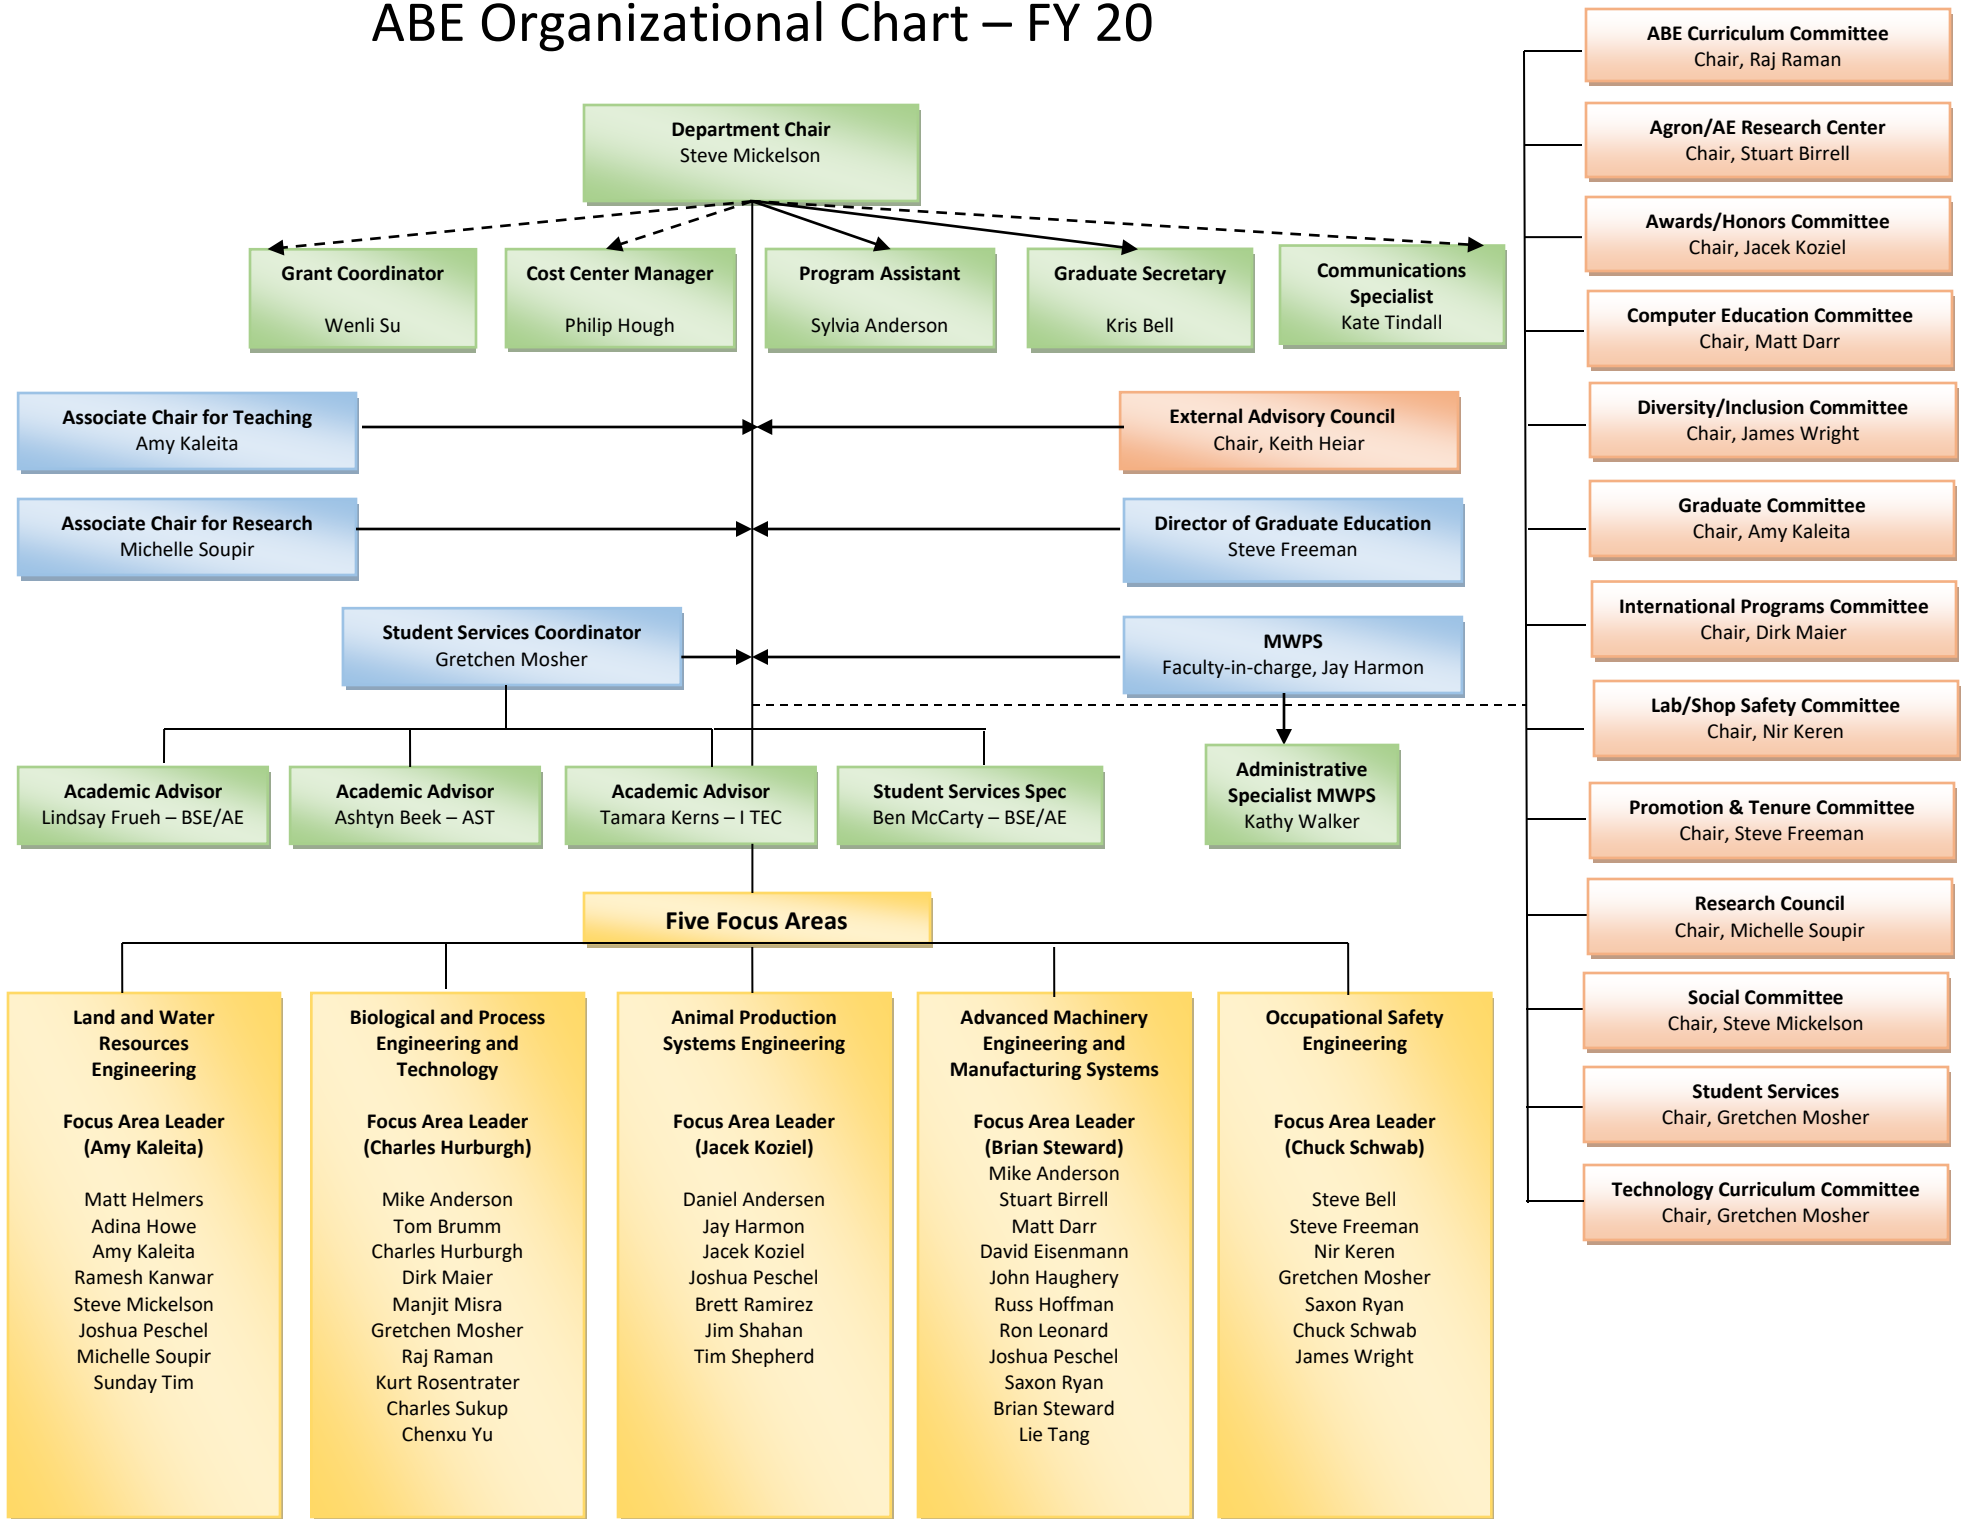 ABE Organizational Chart – FY 20
Department Chair
Steve Mickelson
Grant Coordinator
Wenli Su
Cost Center Manager
Philip Hough
Program Assistant
Sylvia Anderson
Graduate Secretary
Kris Bell
Communications
Specialist
Kate Tindall
Associate Chair for Teaching
Amy Kaleita
External Advisory Council
Chair, Keith Heiar
Associate Chair for Research
Michelle Soupir
Director of Graduate Education
Steve Freeman
Student Services Coordinator
Gretchen Mosher
MWPS
Faculty-in-charge, Jay Harmon
Academic Advisor
Lindsay Frueh – BSE/AE
Academic Advisor
Ashtyn Beek – AST
Academic Advisor
Tamara Kerns – I TEC
Student Services Spec
Ben McCarty – BSE/AE
Administrative
Specialist MWPS
Kathy Walker
Five Focus Areas
Land and Water
Resources
Engineering
Focus Area Leader
(Amy Kaleita)
Matt Helmers
Adina Howe
Amy Kaleita
Ramesh Kanwar
Steve Mickelson
Joshua Peschel
Michelle Soupir
Sunday Tim
Biological and Process
Engineering and
Technology
Focus Area Leader
(Charles Hurburgh)
Mike Anderson
Tom Brumm
Charles Hurburgh
Dirk Maier
Manjit Misra
Gretchen Mosher
Raj Raman
Kurt Rosentrater
Charles Sukup
Chenxu Yu
Animal Production
Systems Engineering
Focus Area Leader
(Jacek Koziel)
Daniel Andersen
Jay Harmon
Jacek Koziel
Joshua Peschel
Brett Ramirez
Jim Shahan
Tim Shepherd
Advanced Machinery
Engineering and
Manufacturing Systems
Focus Area Leader
(Brian Steward)
Mike Anderson
Stuart Birrell
Matt Darr
David Eisenmann
John Haughery
Russ Hoffman
Ron Leonard
Joshua Peschel
Saxon Ryan
Brian Steward
Lie Tang
Occupational Safety
Engineering
Focus Area Leader
(Chuck Schwab)
Steve Bell
Steve Freeman
Nir Keren
Gretchen Mosher
Saxon Ryan
Chuck Schwab
James Wright
ABE Curriculum Committee
Chair, Raj Raman
Agron/AE Research Center
Chair, Stuart Birrell
Awards/Honors Committee
Chair, Jacek Koziel
Computer Education Committee
Chair, Matt Darr
Diversity/Inclusion Committee
Chair, James Wright
Graduate Committee
Chair, Amy Kaleita
International Programs Committee
Chair, Dirk Maier
Lab/Shop Safety Committee
Chair, Nir Keren
Promotion & Tenure Committee
Chair, Steve Freeman
Research Council
Chair, Michelle Soupir
Social Committee
Chair, Steve Mickelson
Student Services
Chair, Gretchen Mosher
Technology Curriculum Committee
Chair, Gretchen Mosher